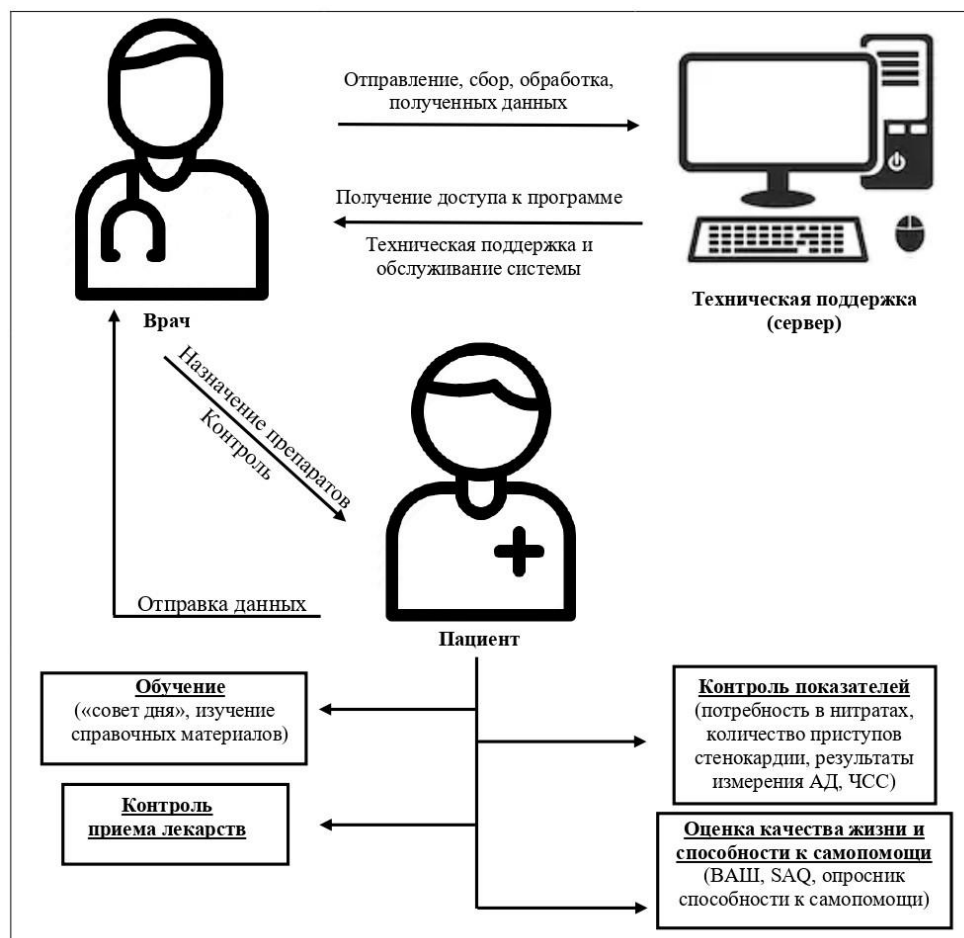 Отправление, сбор, обработка,
полученных данных
Получение доступа к программе
Техническая поддержка и
обслуживание системы
Техническая поддержка
(сервер)
Врач
Назначение препаратов
Контроль
Отправка данных
Пациент
Обучение
(«совет дня», изучение
справочных материалов)
Контроль показателей
(потребность в нитратах,
количество приступов
стенокардии, результаты
измерения АД, ЧСС)
Контроль
приема лекарств
Оценка качества жизни и
способности к самопомощи
(ВАШ, SAQ, опросник
способности к самопомощи)